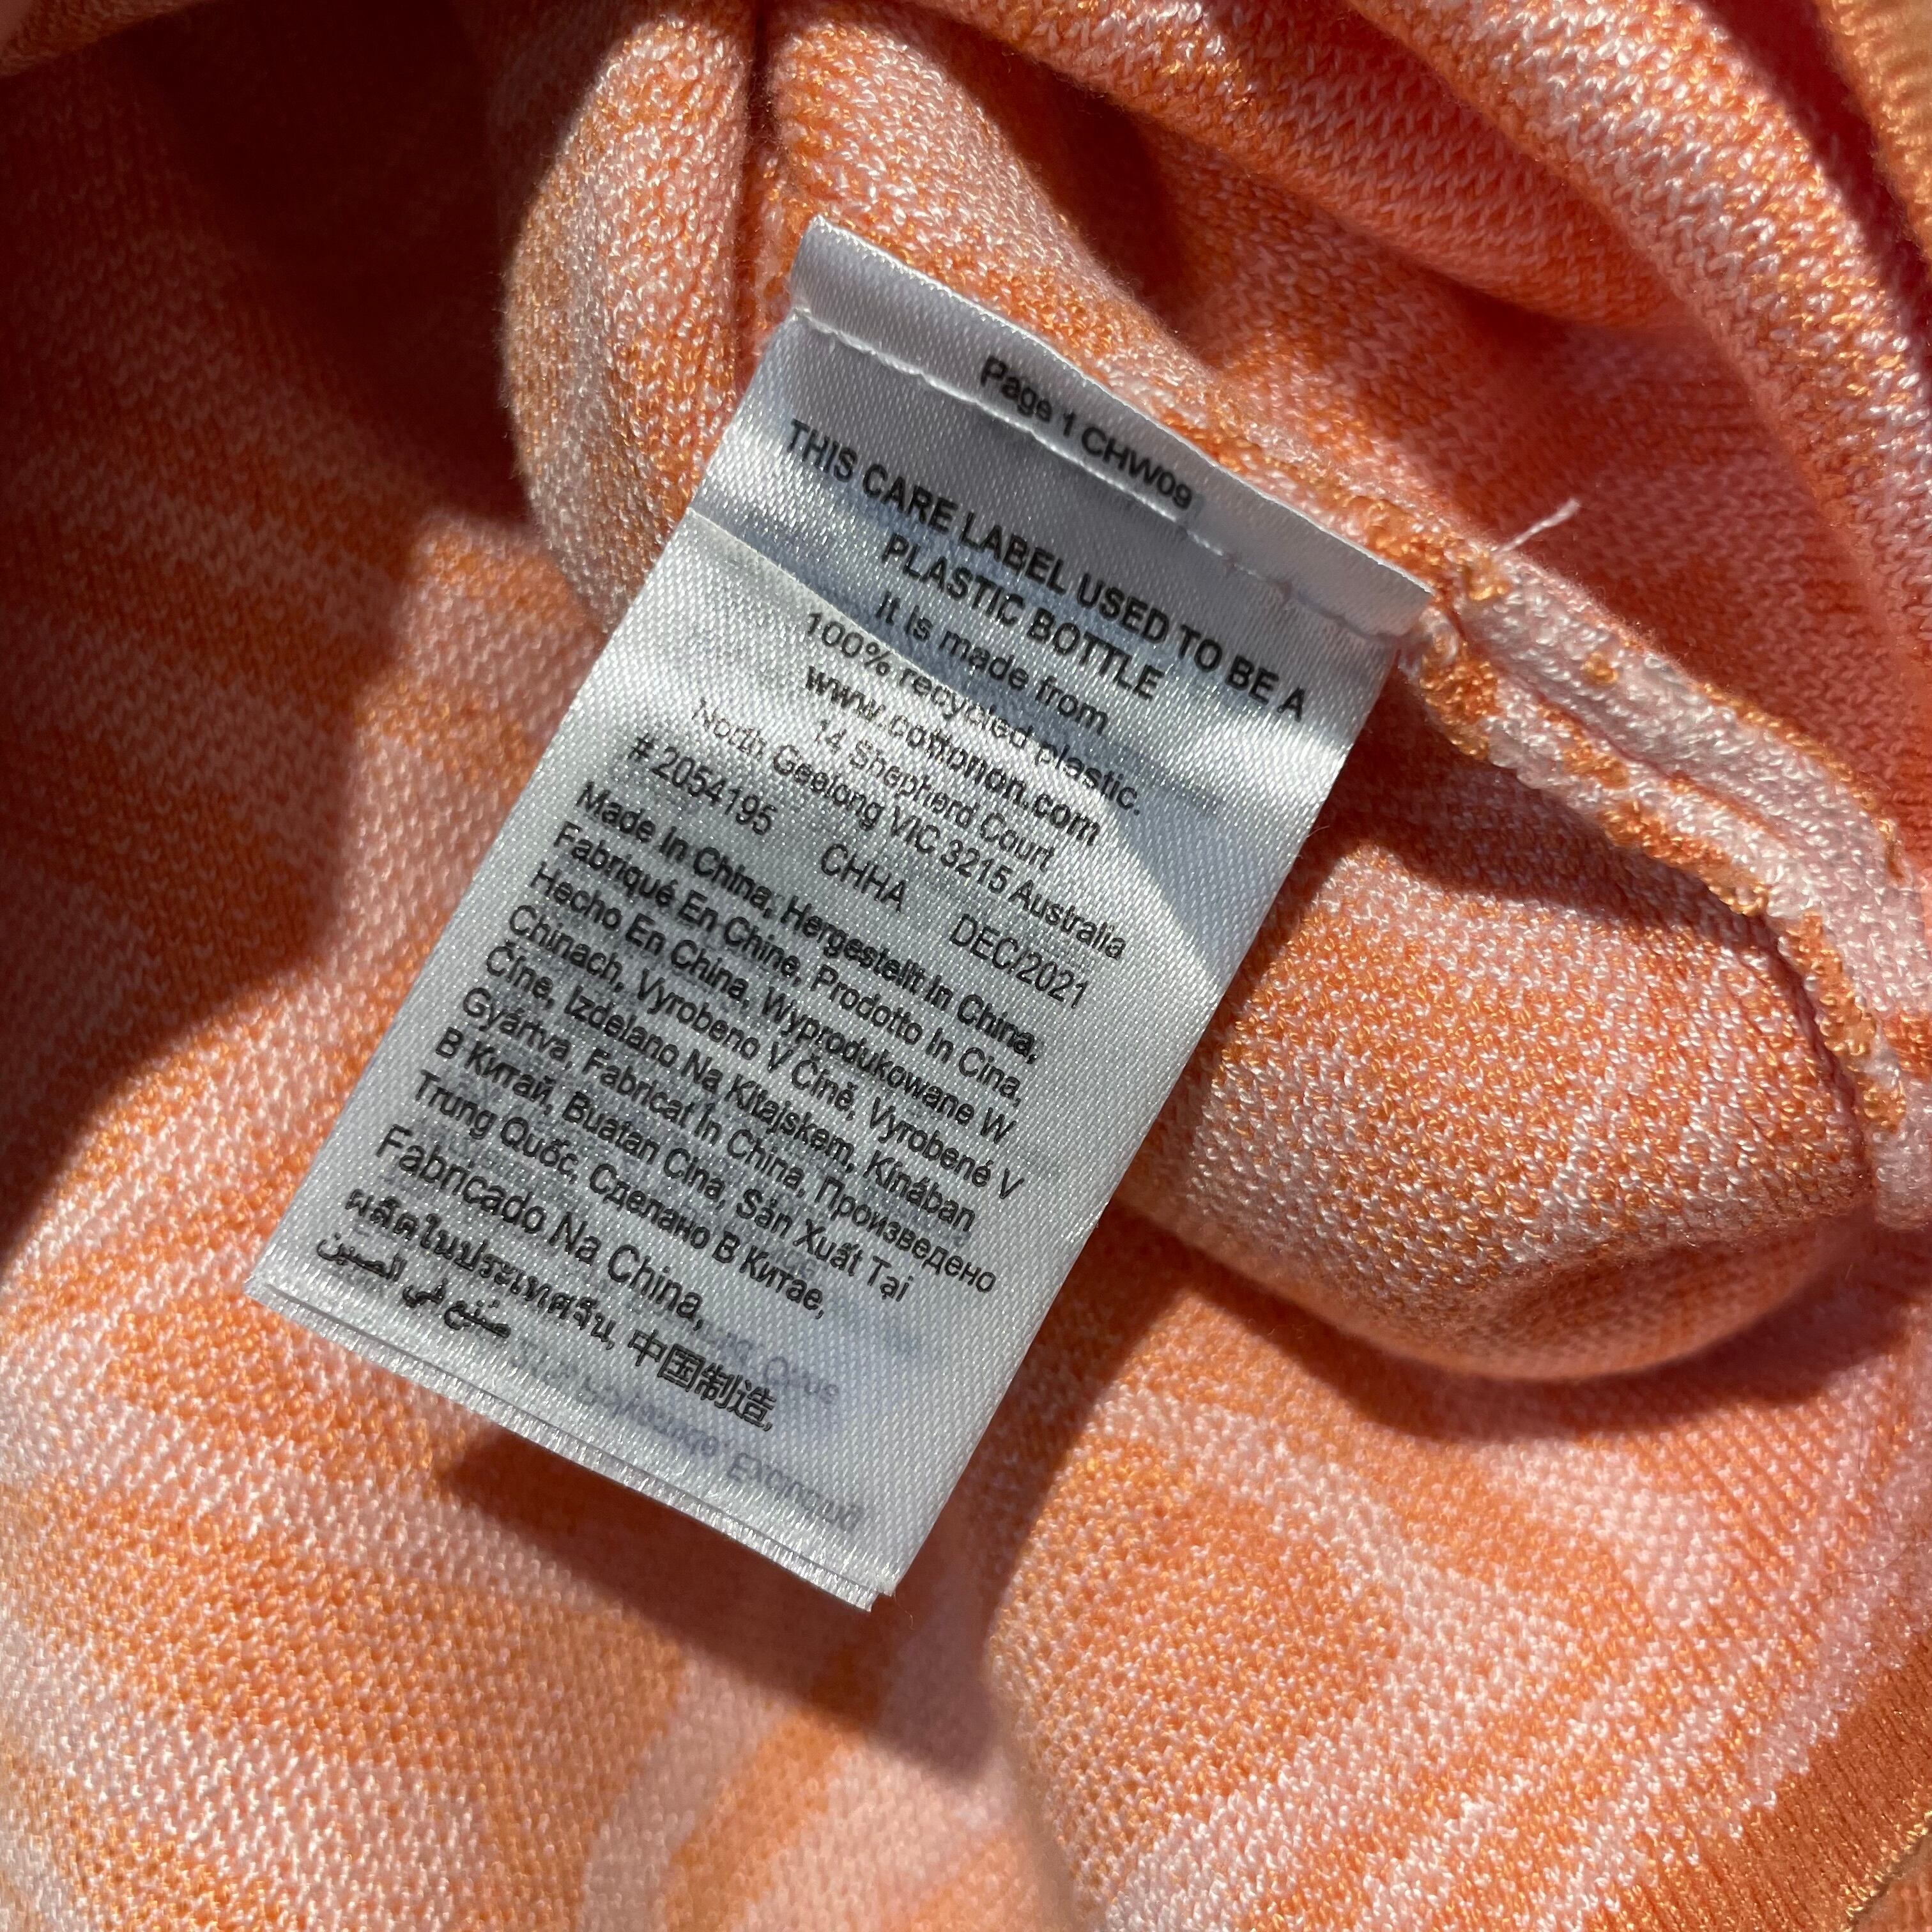 Page 1 CHW09
THIS CARE LABEL USED TO BE A
PLASTIC BOTTLE
It is made from
100% recycled plastic.
www.cottonon.com
14 Shepherd Court
North Geelong VIC 3215 Australia
# 2054195 CHHA DEC/2021
Made In China, Hergestellt In China,
Fabriqué En Chine, Prodotto In Cina,
Hecho En China, Wyprodukowane W
Chinach, Vyrobeno V Číně, Vyrobené V
Číne, Izdelano Na Kitajskem, Kínában
Gyártva, Fabricat În China, Произведено
В Китай, Buatan Cina, Sản Xuất Tại
Trung Quốc, Сделано В Китае,
Fabricado Na China,
ผลิตในประเทศจีน, 中国制造,
صُنِع في الصين